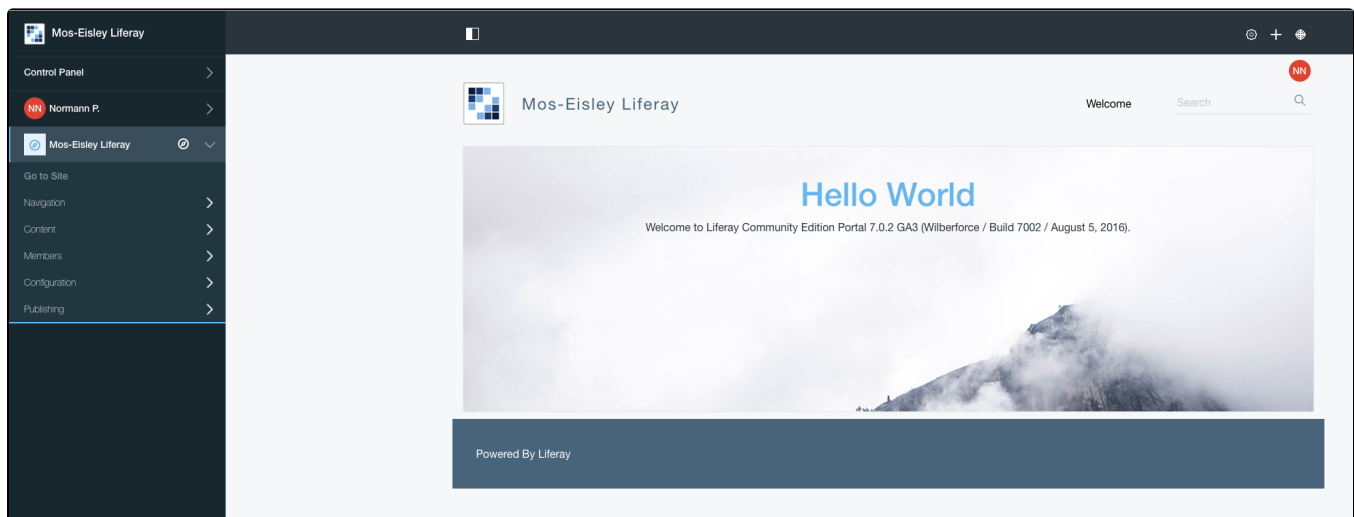 Mos-Eisley Liferay
Control Panel
NN Normann P.
Mos-Eisley Liferay
Go to Site
Navigation
Content
Members
Configuration
Publishing
NN
Mos-Eisley Liferay
Welcome
Search
Hello World
Welcome to Liferay Community Edition Portal 7.0.2 GA3 (Wilberforce / Build 7002 / August 5, 2016).
Powered By Liferay